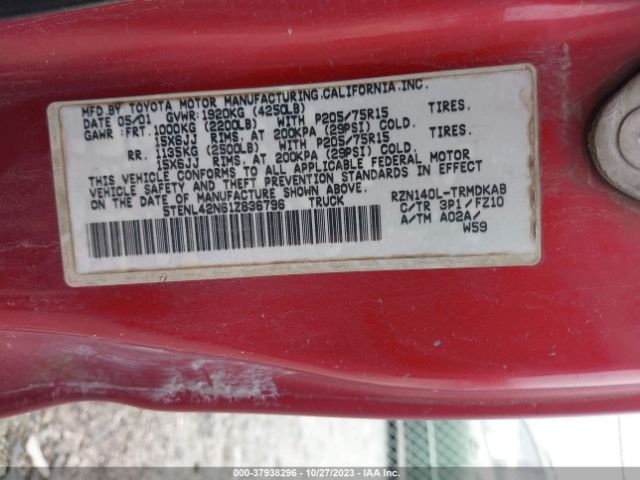 MFD.BY TOYOTA MOTOR MANUFACTURING.CALIFORNIA.INC.
DATE 05/01 GVWR:1920KG (4250LB)
GAWR: FRT.1000KG (2200LB) WITH P205/75R15 TIRES.
15X6JJ RIMS, AT 200KPA (29PSI) COLD.
RR. 1135KG (2500LB) WITH P205/75R15 TIRES.
15X6JJ RIMS, AT 200KPA (29PSI) COLD.
THIS VEHICLE CONFORMS TO ALL APPLICABLE FEDERAL MOTOR
VEHICLE SAFETY AND THEFT PREVENTION STANDARDS IN EFFECT
ON THE DATE OF MANUFACTURE SHOWN ABOVE.
5TENL42N61Z836796 TRUCK
RZN140L-TRMDKAB
C/TR 3P1/FZ10
A/TM A02A/
W59
000-37938296 - 10/27/2023 - IAA Inc.